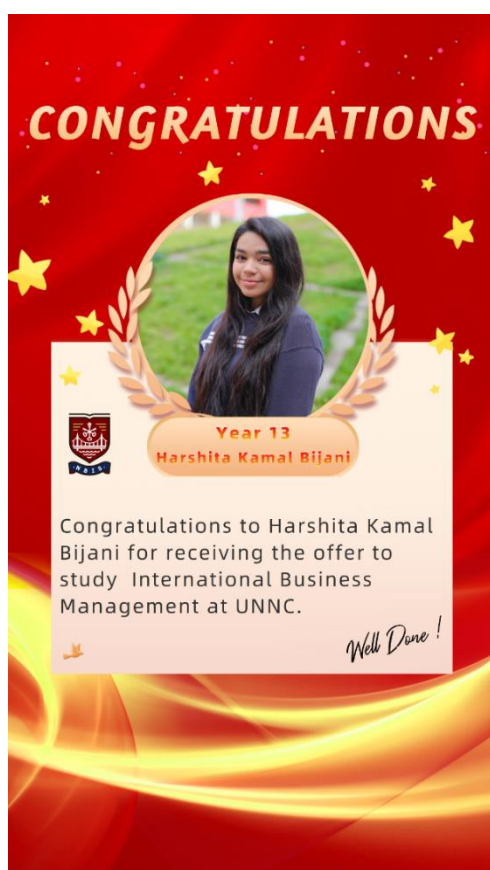 CONGRATULATIONS
Year 13
Harshita Kamal Bijani
NBIS
Congratulations to Harshita Kamal
Bijani for receiving the offer to
study International Business
Management at UNNC.
Well Done !